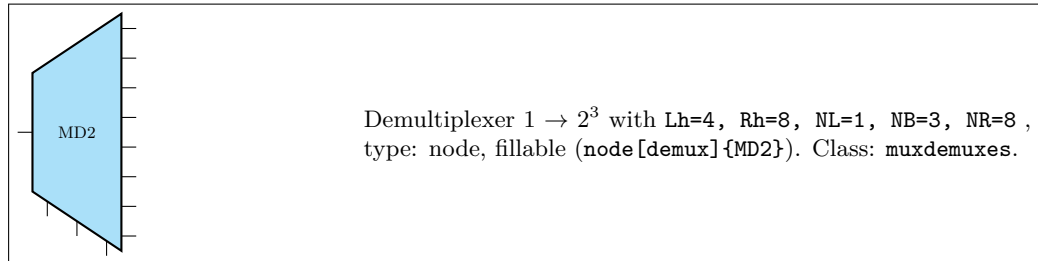 MD2
Demultiplexer 1 → 2³ with Lh=4, Rh=8, NL=1, NB=3, NR=8 ,
type: node, fillable (node[demux]{MD2}). Class: muxdemuxes.